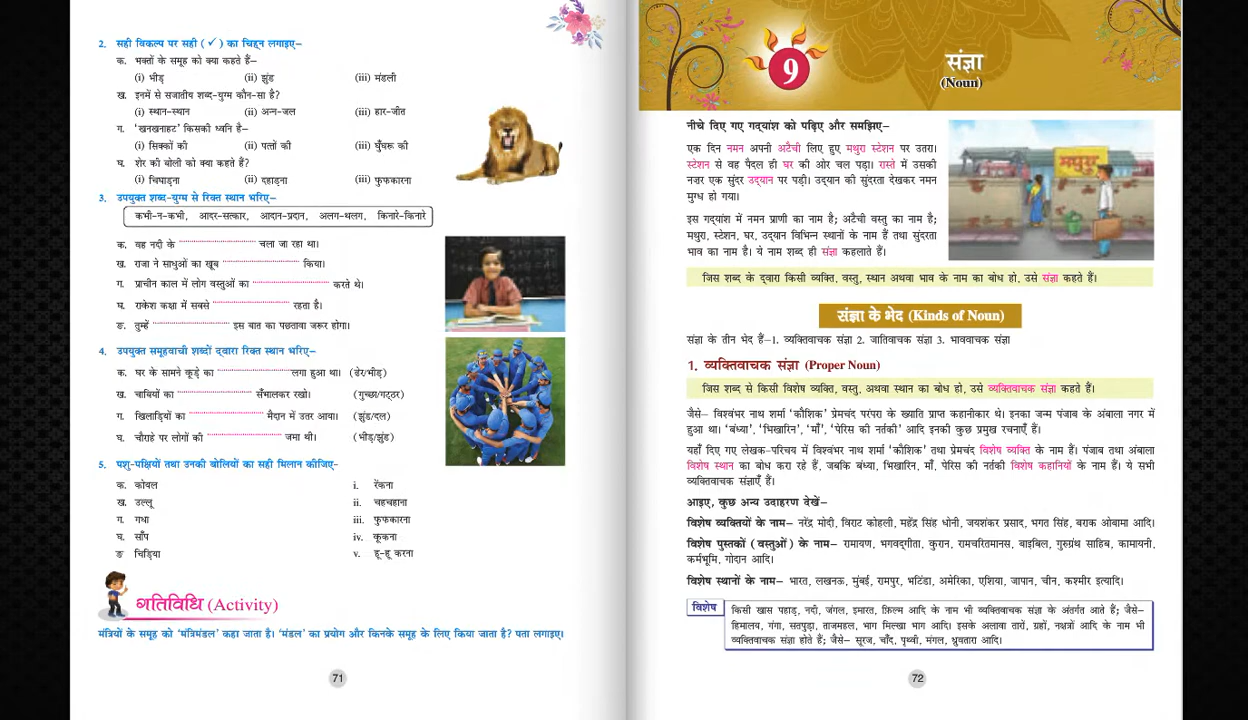 2. सही विकल्प पर सही ( ✓ ) का चिह्न लगाइए–
क. भक्तों के समूह को क्या कहते हैं–
(i) भीड़ (ii) झुंड (iii) मंडली
ख. इनमें से सजातीय शब्द-युग्म कौन-सा है?
(i) स्थान-स्थान (ii) अन्न-जल (iii) हार-जीत
ग. 'खनखनाहट' किसकी ध्वनि है–
(i) सिक्कों की (ii) पत्तों की (iii) घुँघरू की
घ. शेर की बोली को क्या कहते हैं?
(i) चिंघाड़ना (ii) दहाड़ना (iii) फुफकारना
3. उपयुक्त शब्द-युग्म से रिक्त स्थान भरिए–
कभी-न-कभी, आदर-सत्कार, आदान-प्रदान, अलग-थलग, किनारे-किनारे
क. वह नदी के .................... चला जा रहा था।
ख. राजा ने साधुओं का खूब .................... किया।
ग. प्राचीन काल में लोग वस्तुओं का .................... करते थे।
घ. राकेश कक्षा में सबसे .................... रहता है।
ङ. तुम्हें .................... इस बात का पछतावा जरूर होगा।
4. उपयुक्त समूहवाची शब्दों द्वारा रिक्त स्थान भरिए–
क. घर के सामने कूड़े का .................... लगा हुआ था। (ढेर/भीड़)
ख. चाबियों का .................... सँभालकर रखो। (गुच्छा/गट्ठर)
ग. खिलाड़ियों का .................... मैदान में उतर आया। (झुंड/दल)
घ. चौराहे पर लोगों की .................... जमा थी। (भीड़/झुंड)
5. पशु-पक्षियों तथा उनकी बोलियों का सही मिलान कीजिए-
क. कोयल i. रेंकना
ख. उल्लू ii. चहचहाना
ग. गधा iii. फुफकारना
घ. साँप iv. कूकना
ङ चिड़िया v. हू-हू करना
गतिविधि (Activity)
मंत्रियों के समूह को 'मंत्रिमंडल' कहा जाता है। 'मंडल' का प्रयोग और किनके समूह के लिए किया जाता है? पता लगाइए।
71
9
संज्ञा
(Noun)
नीचे दिए गए गद्यांश को पढ़िए और समझिए–
एक दिन नमन अपनी अटैची लिए हुए मथुरा स्टेशन पर उतरा।
स्टेशन से वह पैदल ही घर की ओर चल पड़ा। रास्ते में उसकी
नज़र एक सुंदर उद्यान पर पड़ी। उद्यान की सुंदरता देखकर नमन
मुग्ध हो गया।
मथुरा
इस गद्यांश में नमन प्राणी का नाम है; अटैची वस्तु का नाम है;
मथुरा, स्टेशन, घर, उद्यान विभिन्न स्थानों के नाम हैं तथा सुंदरता
भाव का नाम है। ये नाम शब्द ही संज्ञा कहलाते हैं।
जिस शब्द के द्वारा किसी व्यक्ति, वस्तु, स्थान अथवा भाव के नाम का बोध हो, उसे संज्ञा कहते हैं।
संज्ञा के भेद (Kinds of Noun)
संज्ञा के तीन भेद हैं–1. व्यक्तिवाचक संज्ञा 2. जातिवाचक संज्ञा 3. भाववाचक संज्ञा
1. व्यक्तिवाचक संज्ञा (Proper Noun)
जिस शब्द से किसी विशेष व्यक्ति, वस्तु, अथवा स्थान का बोध हो, उसे व्यक्तिवाचक संज्ञा कहते हैं।
जैसे– विश्वंभर नाथ शर्मा 'कौशिक' प्रेमचंद परंपरा के ख्याति प्राप्त कहानीकार थे। इनका जन्म पंजाब के अंबाला नगर में
हुआ था। 'बंध्या', 'भिखारिन', 'माँ', 'पेरिस की नर्तकी' आदि इनकी कुछ प्रमुख रचनाएँ हैं।
यहाँ दिए गए लेखक-परिचय में विश्वंभर नाथ शर्मा 'कौशिक' तथा प्रेमचंद विशेष व्यक्ति के नाम हैं। पंजाब तथा अंबाला
विशेष स्थान का बोध करा रहे हैं, जबकि बंध्या, भिखारिन, माँ, पेरिस की नर्तकी विशेष कहानियों के नाम हैं। ये सभी
व्यक्तिवाचक संज्ञाएँ हैं।
आइए, कुछ अन्य उदाहरण देखें–
विशेष व्यक्तियों के नाम– नरेंद्र मोदी, विराट कोहली, महेंद्र सिंह धोनी, जयशंकर प्रसाद, भगत सिंह, बराक ओबामा आदि।
विशेष पुस्तकों (वस्तुओं) के नाम– रामायण, भगवद्गीता, कुरान, रामचरितमानस, बाइबिल, गुरुग्रंथ साहिब, कामायनी,
कर्मभूमि, गोदान आदि।
विशेष स्थानों के नाम– भारत, लखनऊ, मुंबई, रामपुर, भटिंडा, अमेरिका, एशिया, जापान, चीन, कश्मीर इत्यादि।
विशेष
किसी खास पहाड़, नदी, जंगल, इमारत, फ़िल्म आदि के नाम भी व्यक्तिवाचक संज्ञा के अंतर्गत आते हैं; जैसे–
हिमालय, गंगा, सतपुड़ा, ताजमहल, भाग मिल्खा भाग आदि। इसके अलावा तारों, ग्रहों, नक्षत्रों आदि के नाम भी
व्यक्तिवाचक संज्ञा होते हैं; जैसे– सूरज, चाँद, पृथ्वी, मंगल, ध्रुवतारा आदि।
72